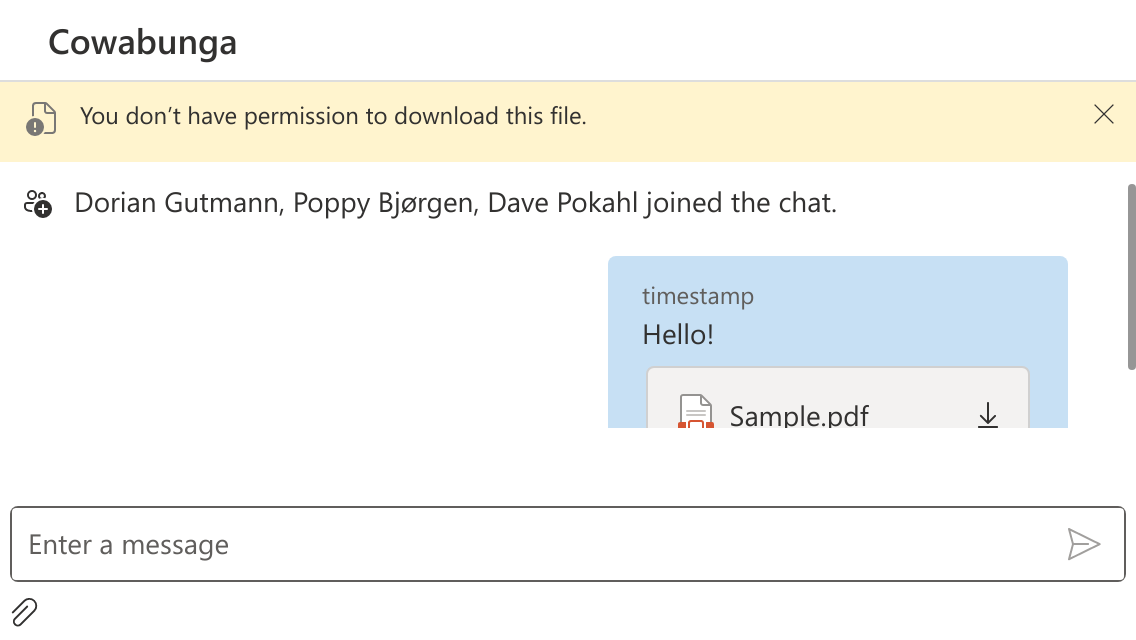 Cowabunga
You don’t have permission to download this file.
Dorian Gutmann, Poppy Bjørgen, Dave Pokahl joined the chat.
timestamp
Hello!
Sample.pdf
Enter a message